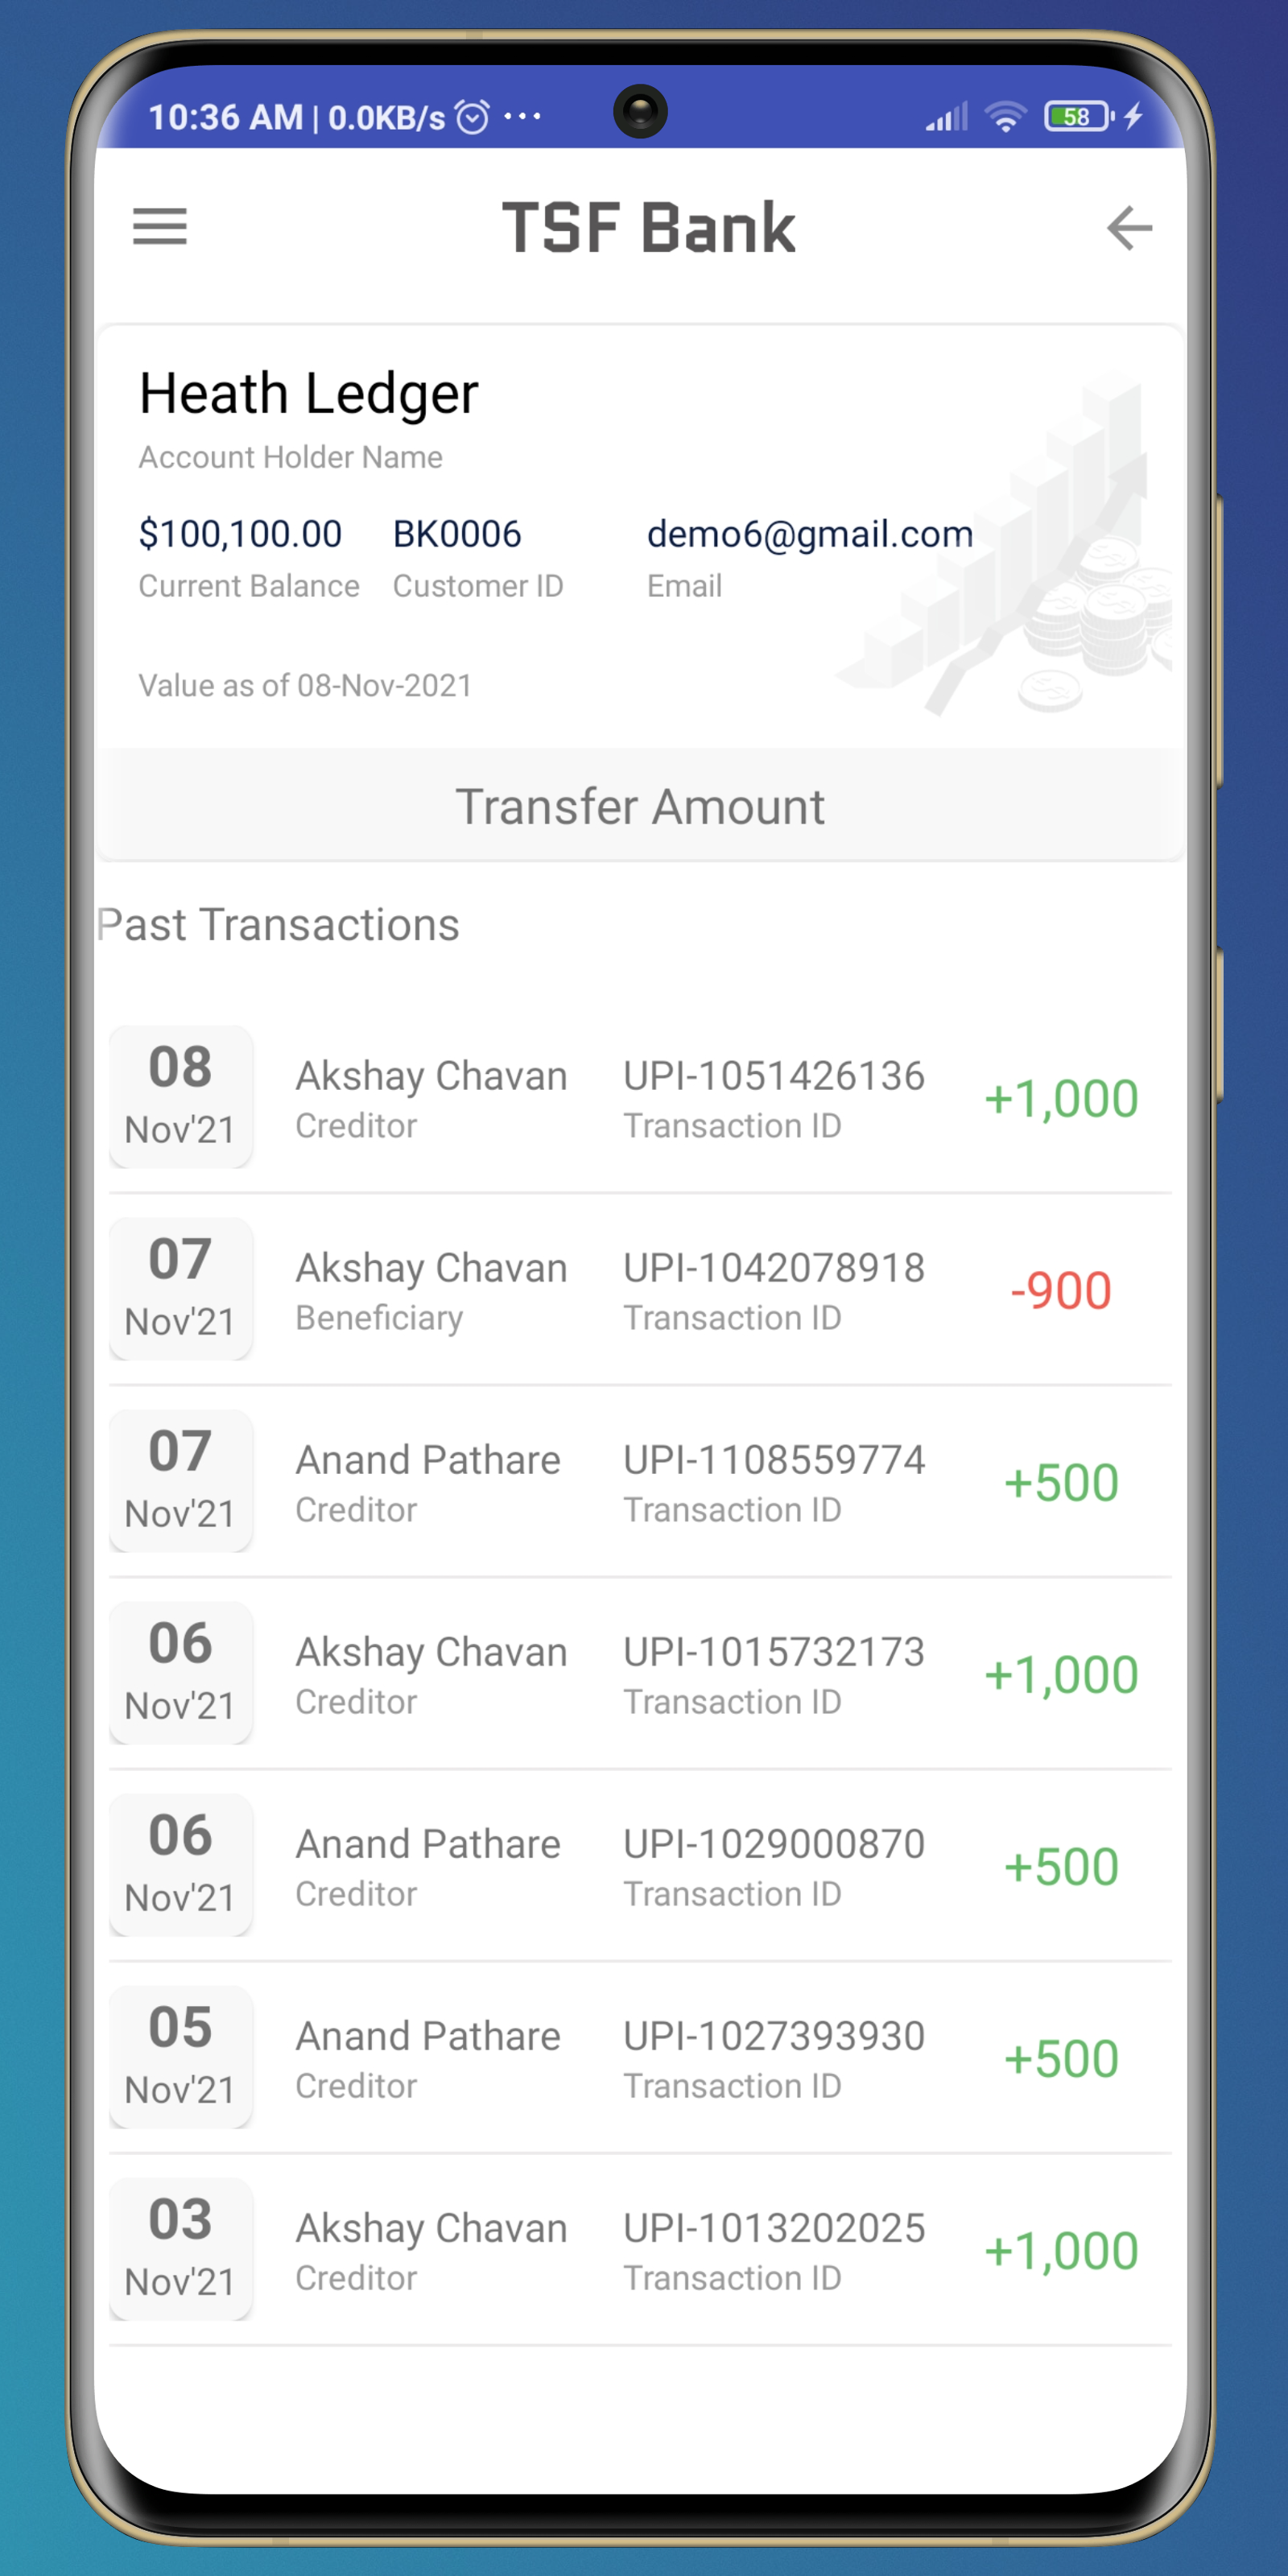 10:36 AM | 0.0KB/s ... 58
TSF Bank
Heath Ledger
Account Holder Name
$100,100.00 BK0006 demo6@gmail.com
Current Balance Customer ID Email
Value as of 08-Nov-2021
Transfer Amount
Past Transactions
08 Akshay Chavan UPI-1051426136 +1,000
Nov'21 Creditor Transaction ID
07 Akshay Chavan UPI-1042078918 -900
Nov'21 Beneficiary Transaction ID
07 Anand Pathare UPI-1108559774 +500
Nov'21 Creditor Transaction ID
06 Akshay Chavan UPI-1015732173 +1,000
Nov'21 Creditor Transaction ID
06 Anand Pathare UPI-1029000870 +500
Nov'21 Creditor Transaction ID
05 Anand Pathare UPI-1027393930 +500
Nov'21 Creditor Transaction ID
03 Akshay Chavan UPI-1013202025 +1,000
Nov'21 Creditor Transaction ID